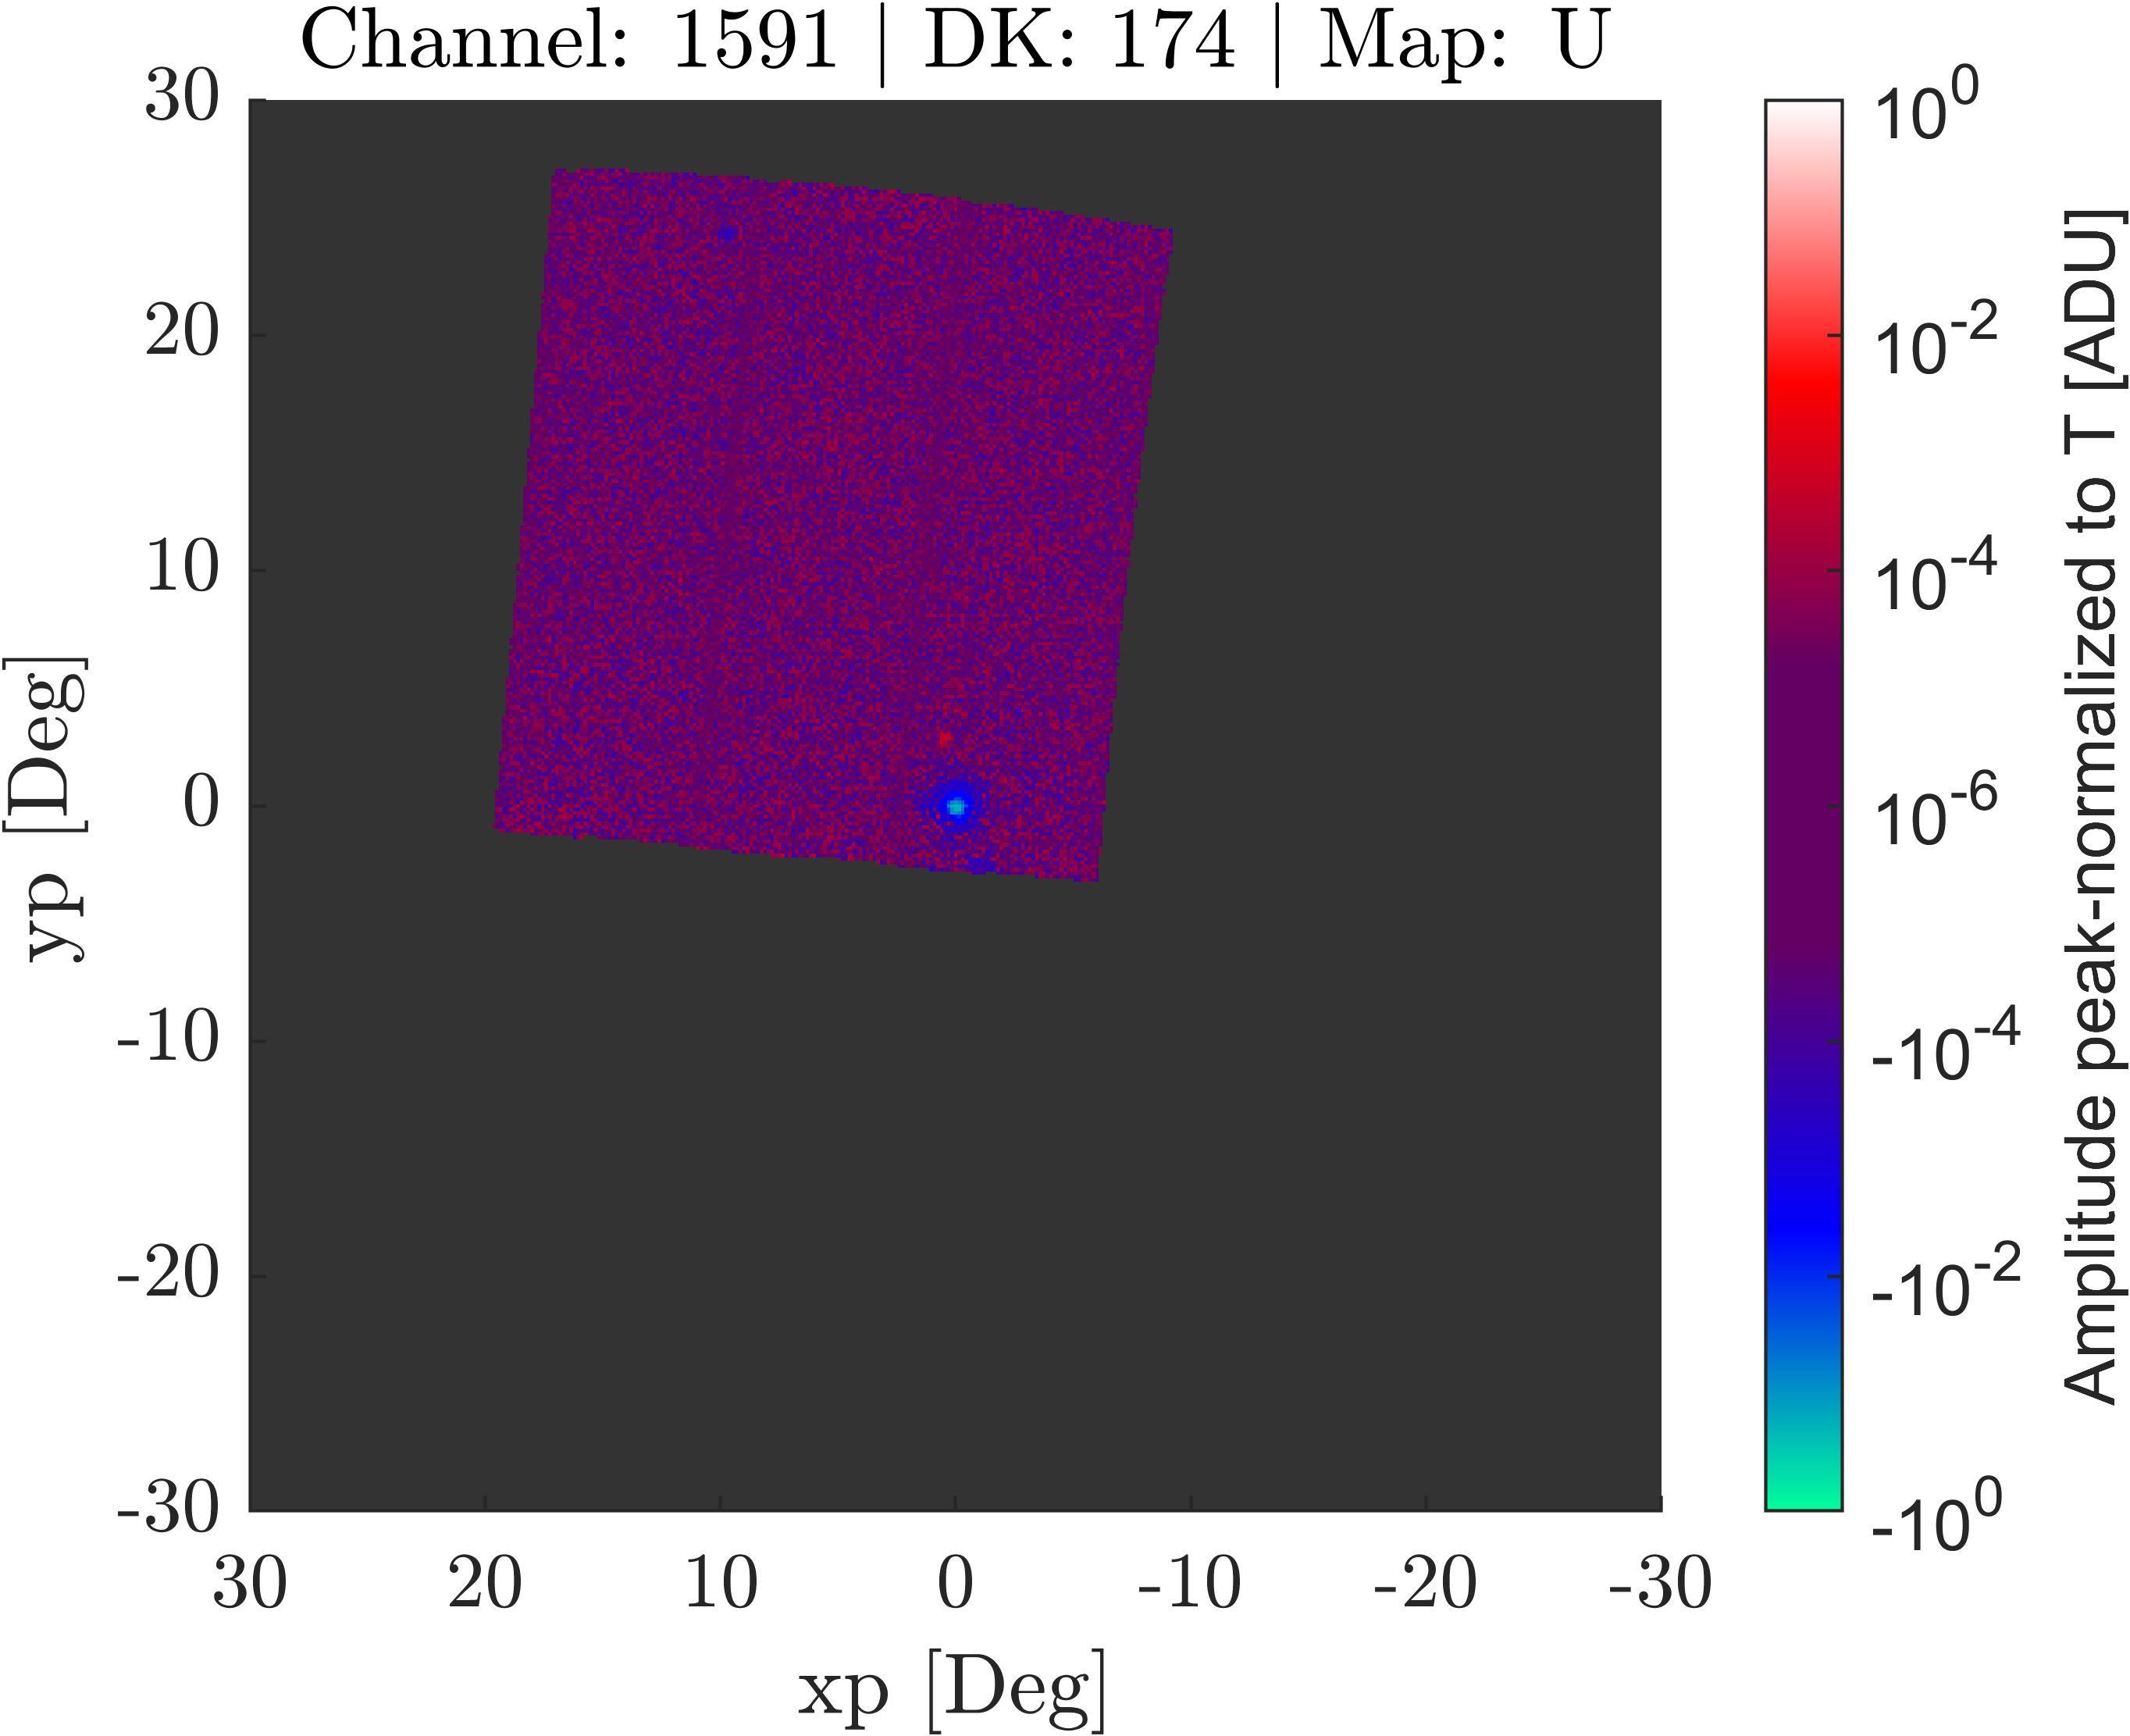 Channel: 1591 | DK: 174 | Map: U
30
20
10
0
-10
-20
-30
yp [Deg]
30 20 10 0 -10 -20 -30
xp [Deg]
10^0
10^-2
10^-4
10^-6
-10^-4
-10^-2
-10^0
Amplitude peak-normalized to T [ADU]